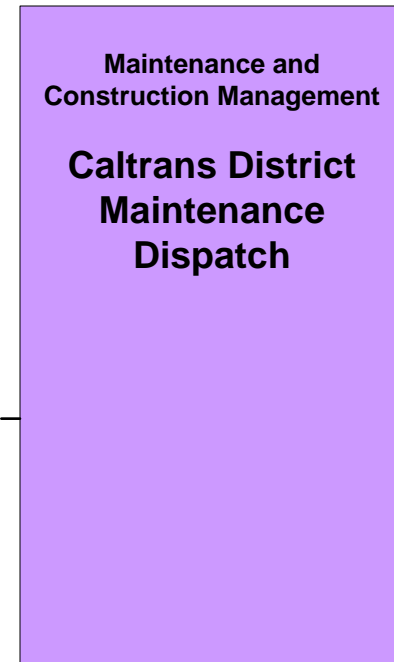 Maintenance and
Construction Management
Caltrans District
Maintenance
Dispatch